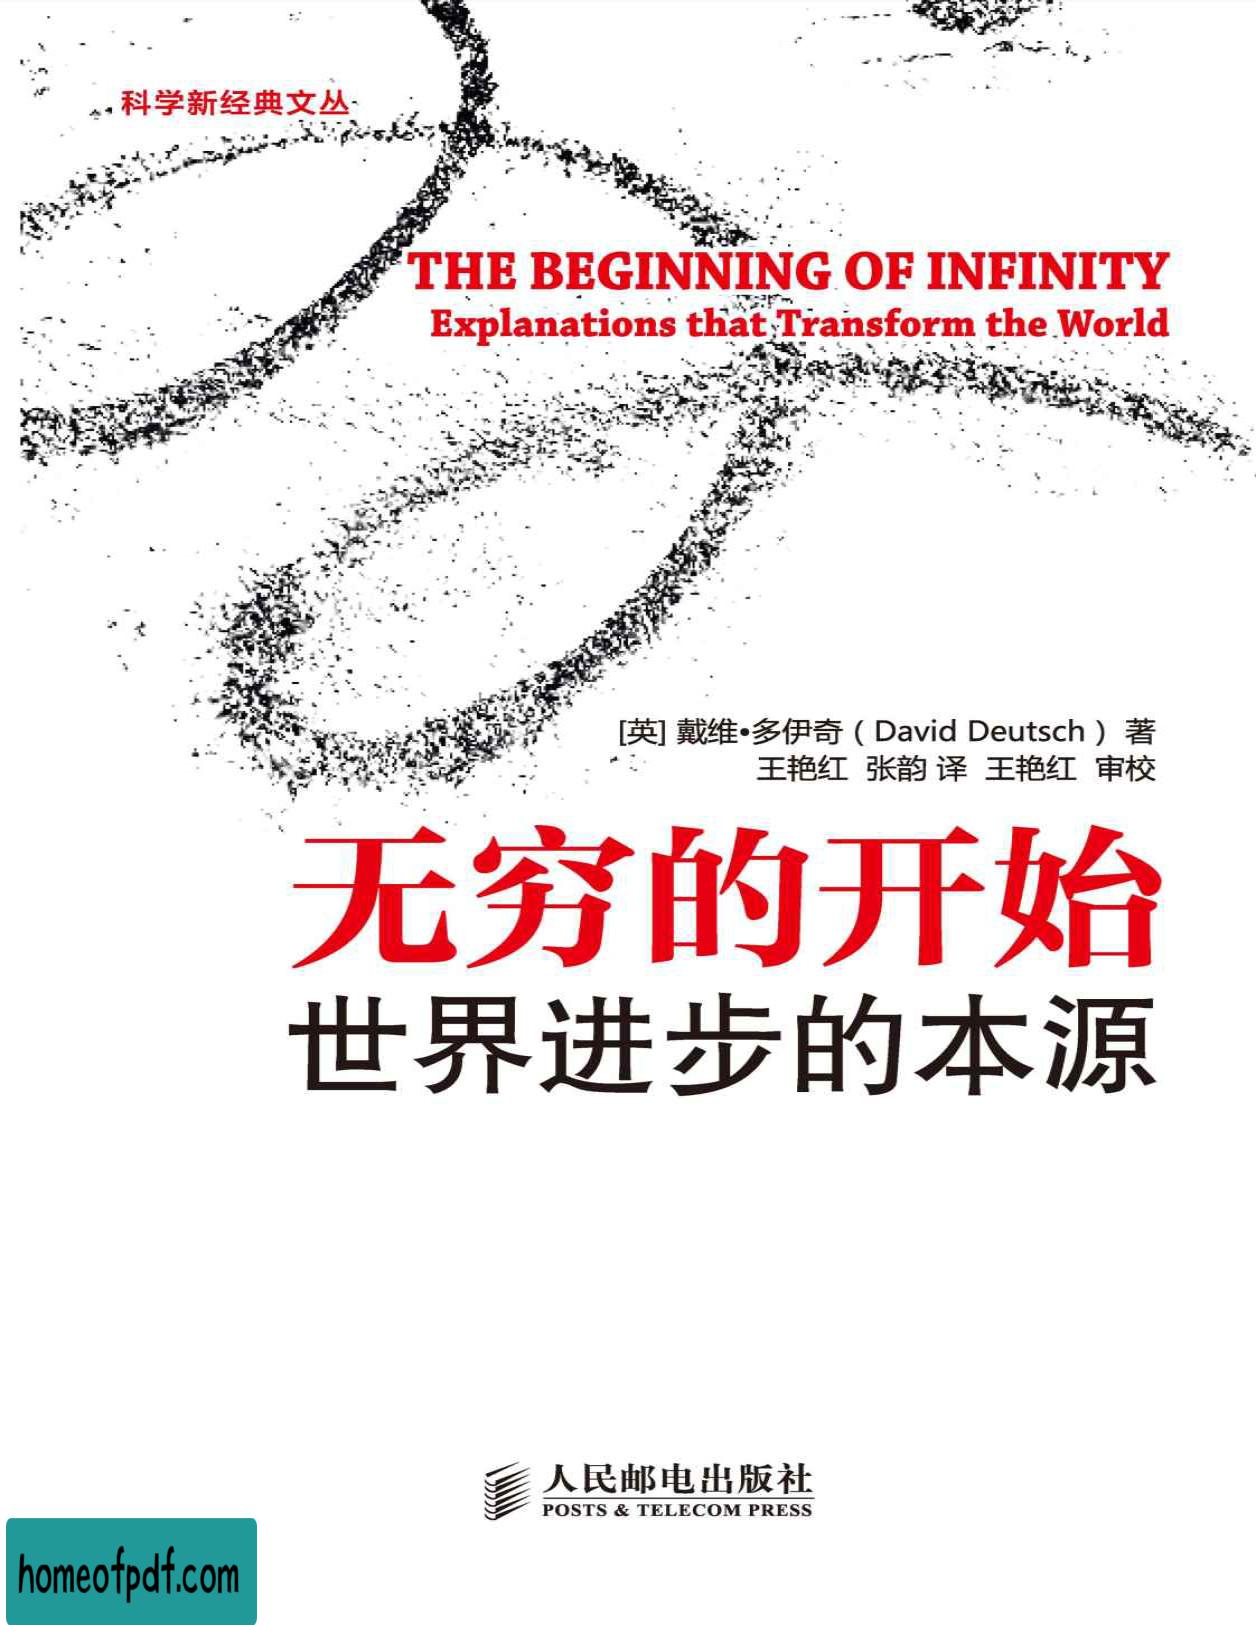 科学新经典文丛
THE BEGINNING OF INFINITY
Explanations that Transform the World
[英] 戴维•多伊奇（David Deutsch）著
王艳红 张韵 译 王艳红 审校
无穷的开始
世界进步的本源
人民邮电出版社
POSTS & TELECOM PRESS
homeofpdf.com